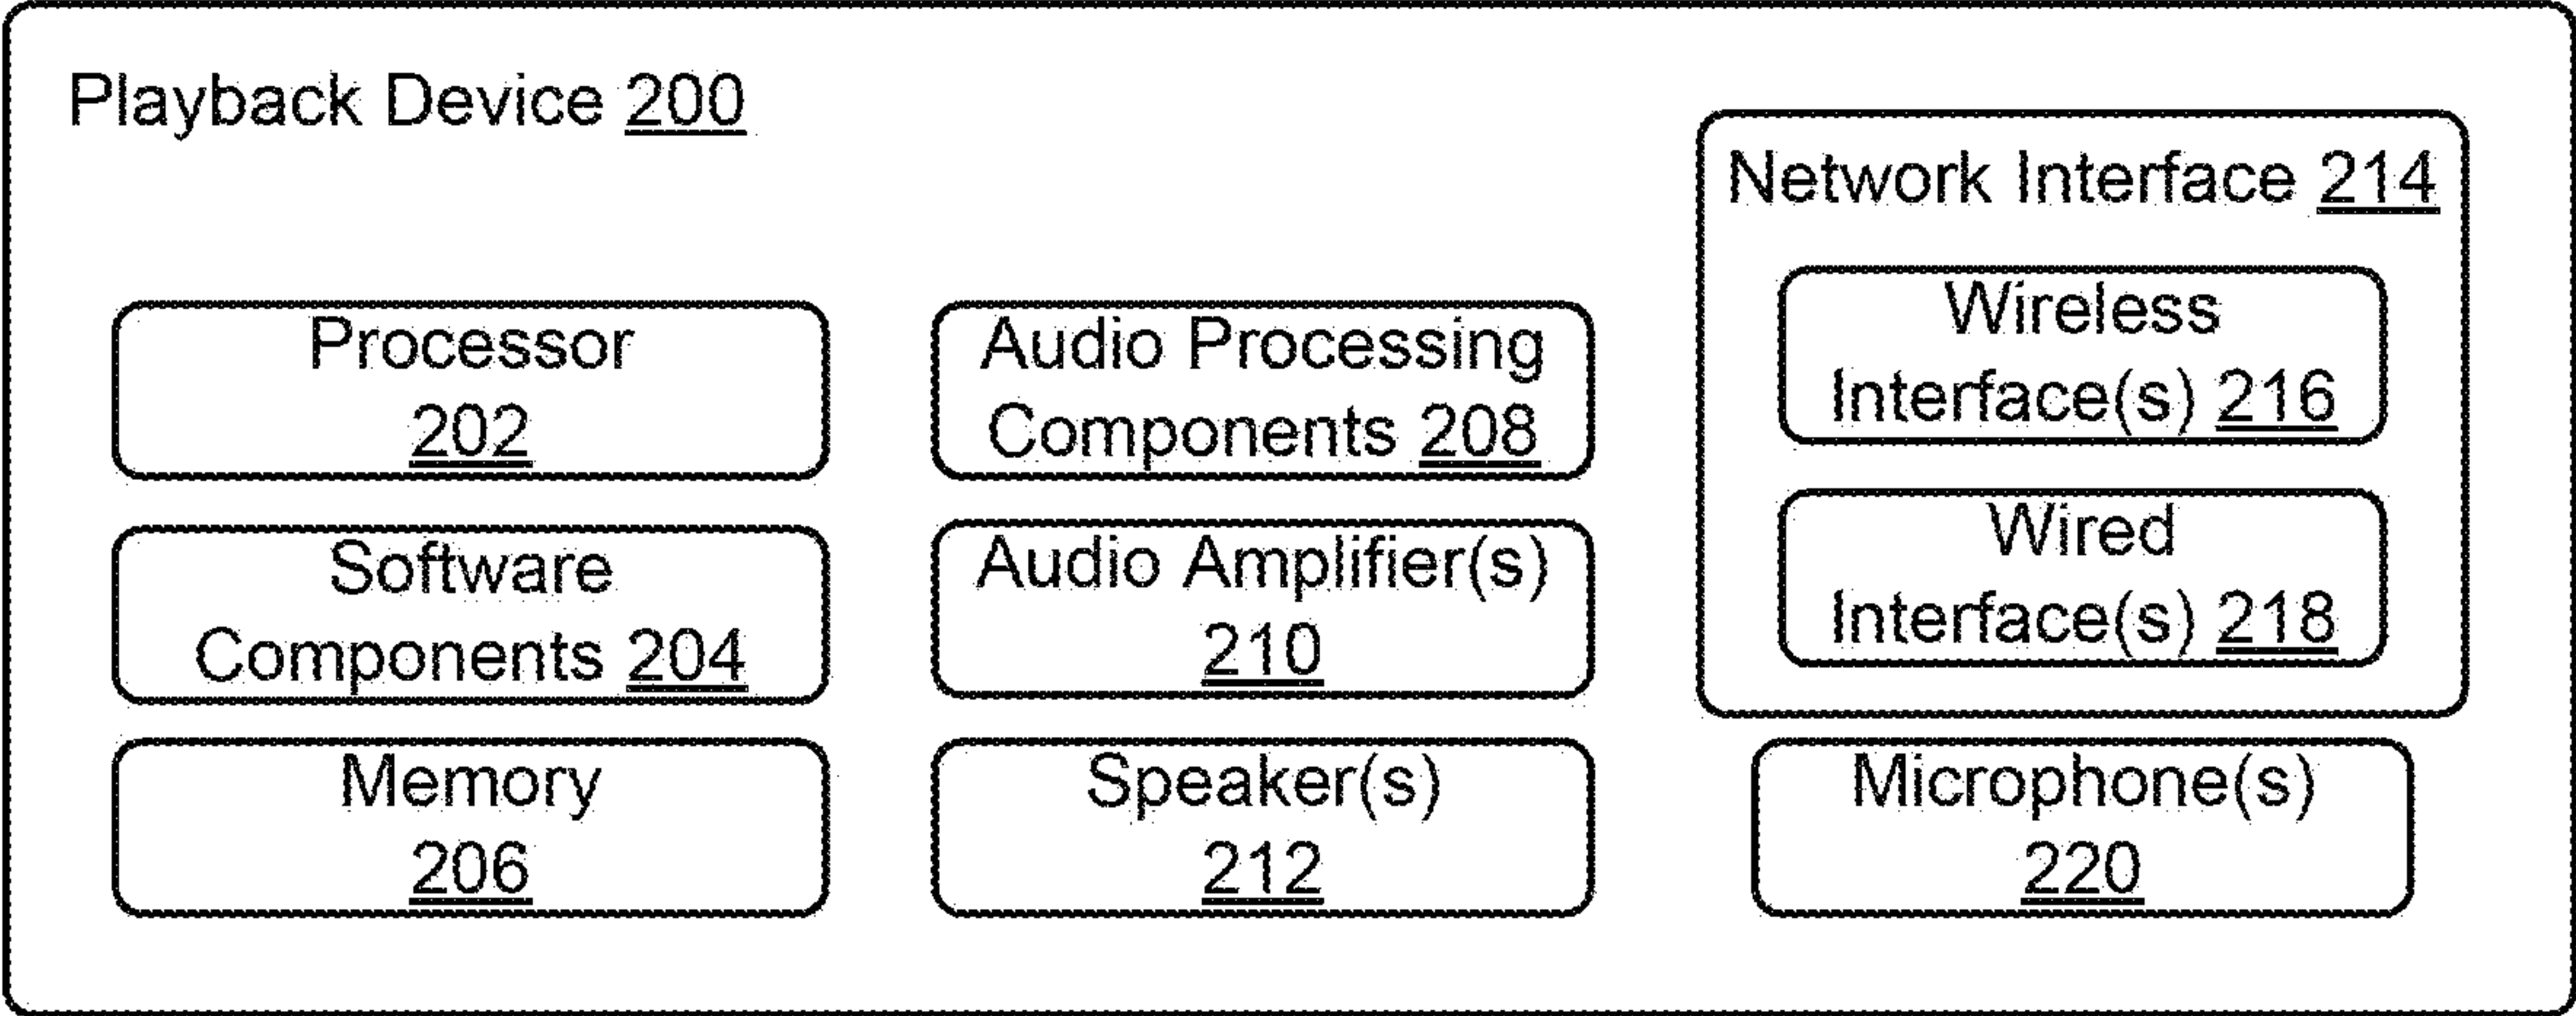 Playback Device 200
Processor
202
Software
Components 204
Memory
206
Audio Processing
Components 208
Audio Amplifier(s)
210
Speaker(s)
212
Network Interface 214
Wireless
Interface(s) 216
Wired
Interface(s) 218
Microphone(s)
220